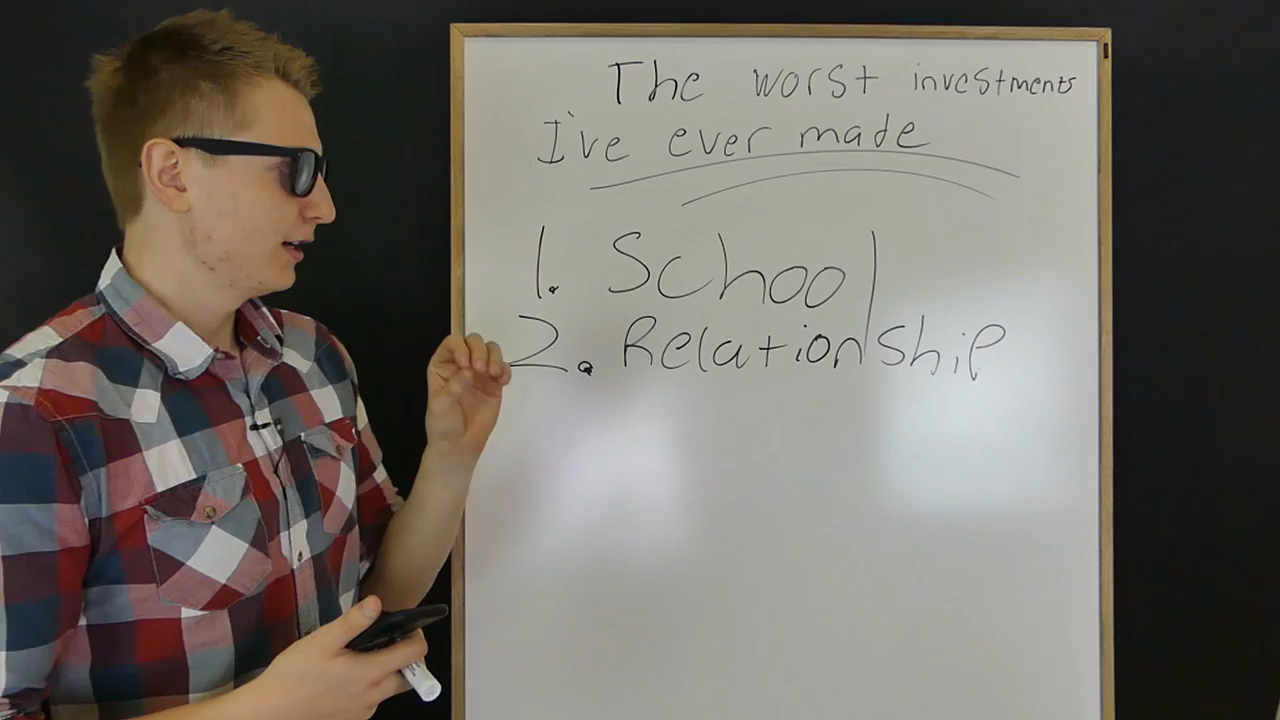 The worst investments
I've ever made
1. School
2. Relationship